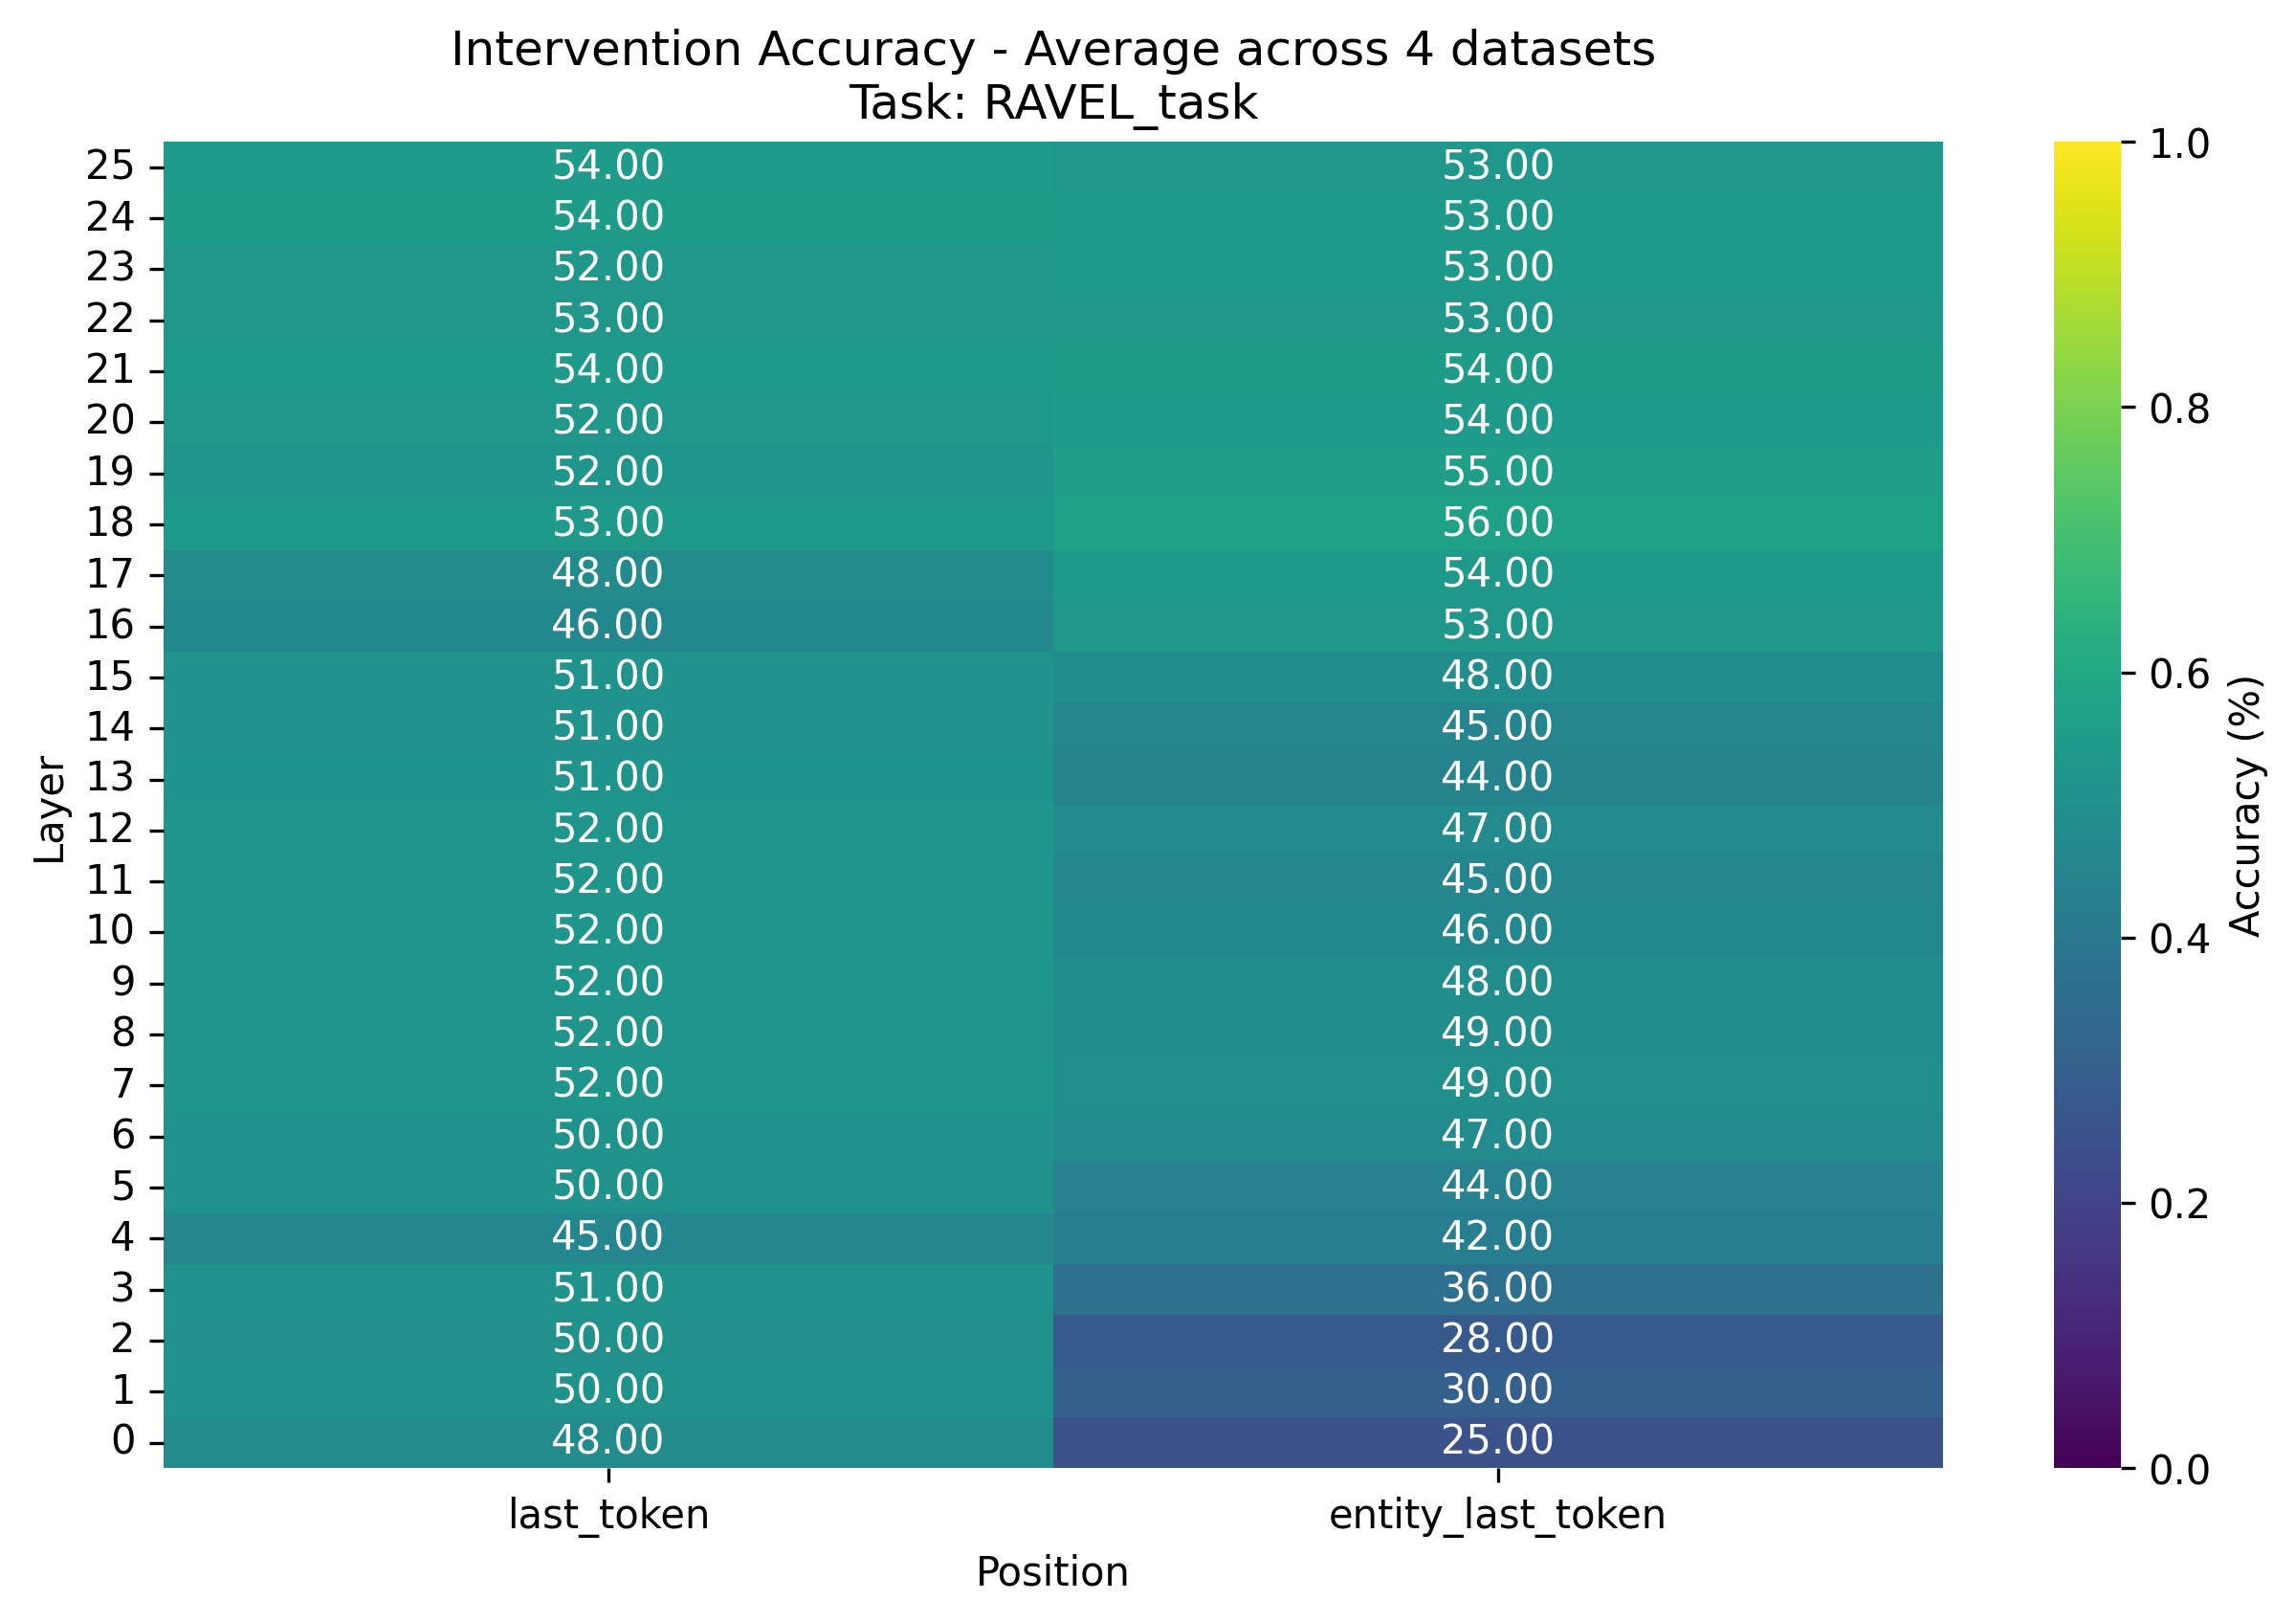 Intervention Accuracy - Average across 4 datasets
Task: RAVEL_task
25 54.00 53.00
24 54.00 53.00
23 52.00 53.00
22 53.00 53.00
21 54.00 54.00
20 52.00 54.00
19 52.00 55.00
18 53.00 56.00
17 48.00 54.00
16 46.00 53.00
15 51.00 48.00
14 51.00 45.00
13 51.00 44.00
12 52.00 47.00
11 52.00 45.00
10 52.00 46.00
9 52.00 48.00
8 52.00 49.00
7 52.00 49.00
6 50.00 47.00
5 50.00 44.00
4 45.00 42.00
3 51.00 36.00
2 50.00 28.00
1 50.00 30.00
0 48.00 25.00
Layer
last_token entity_last_token
Position
1.0
0.8
0.6
0.4
0.2
0.0
Accuracy (%)